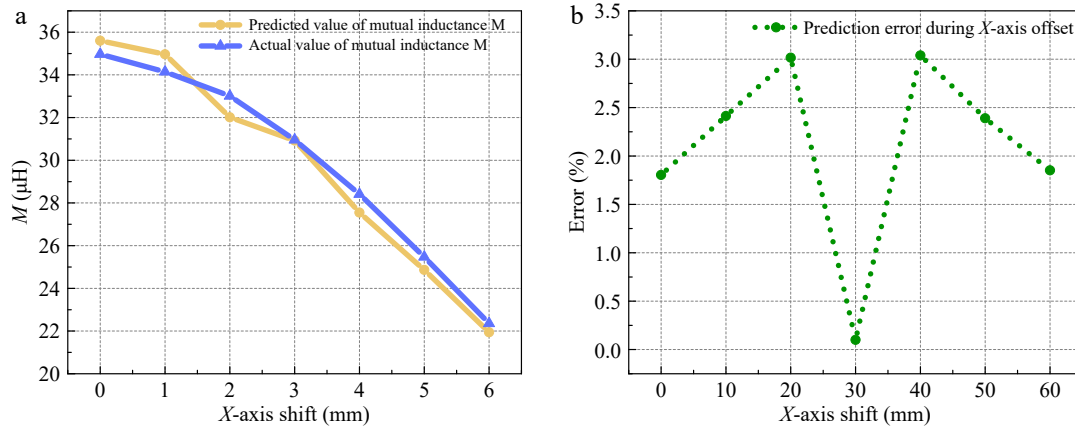 a
Predicted value of mutual inductance M
Actual value of mutual inductance M
36
34
32
30
28
26
24
22
20
M (μH)
0 1 2 3 4 5 6
X-axis shift (mm)
b
Prediction error during X-axis offset
3.5
3.0
2.5
2.0
1.5
1.0
0.5
0.0
Error (%)
0 10 20 30 40 50 60
X-axis shift (mm)